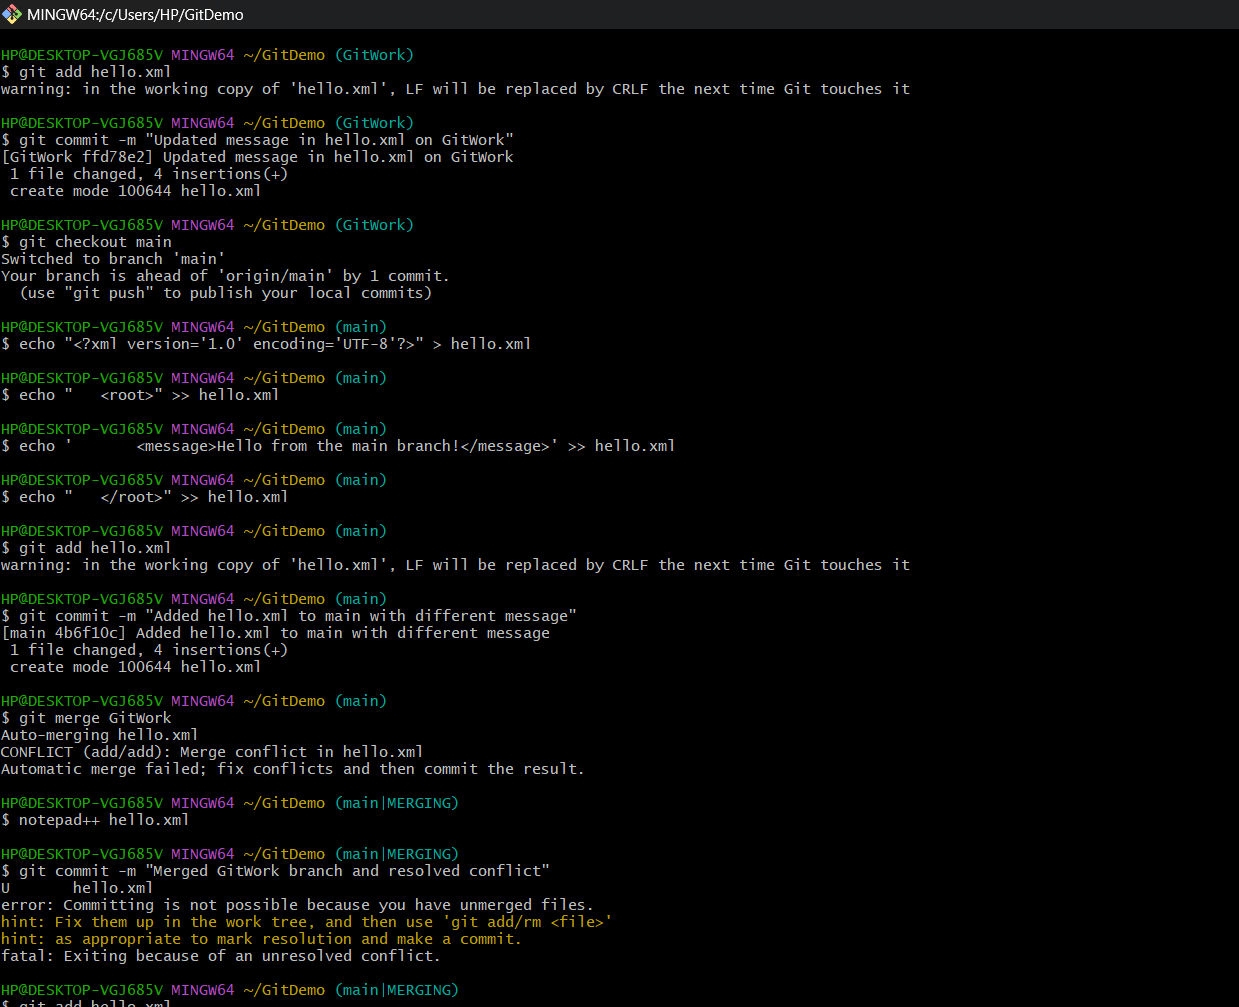 MINGW64:/c/Users/HP/GitDemo
HP@DESKTOP-VGJ685V MINGW64 ~/GitDemo (GitWork)
$ git add hello.xml
warning: in the working copy of 'hello.xml', LF will be replaced by CRLF the next time Git touches it
HP@DESKTOP-VGJ685V MINGW64 ~/GitDemo (GitWork)
$ git commit -m "Updated message in hello.xml on GitWork"
[GitWork ffd78e2] Updated message in hello.xml on GitWork
 1 file changed, 4 insertions(+)
 create mode 100644 hello.xml
HP@DESKTOP-VGJ685V MINGW64 ~/GitDemo (GitWork)
$ git checkout main
Switched to branch 'main'
Your branch is ahead of 'origin/main' by 1 commit.
  (use "git push" to publish your local commits)
HP@DESKTOP-VGJ685V MINGW64 ~/GitDemo (main)
$ echo "<?xml version='1.0' encoding='UTF-8'?>" > hello.xml
HP@DESKTOP-VGJ685V MINGW64 ~/GitDemo (main)
$ echo "   <root>" >> hello.xml
HP@DESKTOP-VGJ685V MINGW64 ~/GitDemo (main)
$ echo '       <message>Hello from the main branch!</message>' >> hello.xml
HP@DESKTOP-VGJ685V MINGW64 ~/GitDemo (main)
$ echo "   </root>" >> hello.xml
HP@DESKTOP-VGJ685V MINGW64 ~/GitDemo (main)
$ git add hello.xml
warning: in the working copy of 'hello.xml', LF will be replaced by CRLF the next time Git touches it
HP@DESKTOP-VGJ685V MINGW64 ~/GitDemo (main)
$ git commit -m "Added hello.xml to main with different message"
[main 4b6f10c] Added hello.xml to main with different message
 1 file changed, 4 insertions(+)
 create mode 100644 hello.xml
HP@DESKTOP-VGJ685V MINGW64 ~/GitDemo (main)
$ git merge GitWork
Auto-merging hello.xml
CONFLICT (add/add): Merge conflict in hello.xml
Automatic merge failed; fix conflicts and then commit the result.
HP@DESKTOP-VGJ685V MINGW64 ~/GitDemo (main|MERGING)
$ notepad++ hello.xml
HP@DESKTOP-VGJ685V MINGW64 ~/GitDemo (main|MERGING)
$ git commit -m "Merged GitWork branch and resolved conflict"
U       hello.xml
error: Committing is not possible because you have unmerged files.
hint: Fix them up in the work tree, and then use 'git add/rm <file>'
hint: as appropriate to mark resolution and make a commit.
fatal: Exiting because of an unresolved conflict.
HP@DESKTOP-VGJ685V MINGW64 ~/GitDemo (main|MERGING)
$ git add hello.xml